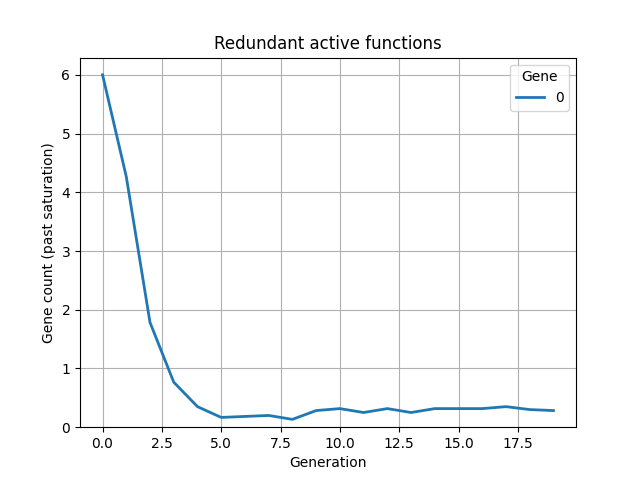 Redundant active functions
Gene
0
6
5
4
3
2
1
0
Gene count (past saturation)
0.0 2.5 5.0 7.5 10.0 12.5 15.0 17.5
Generation